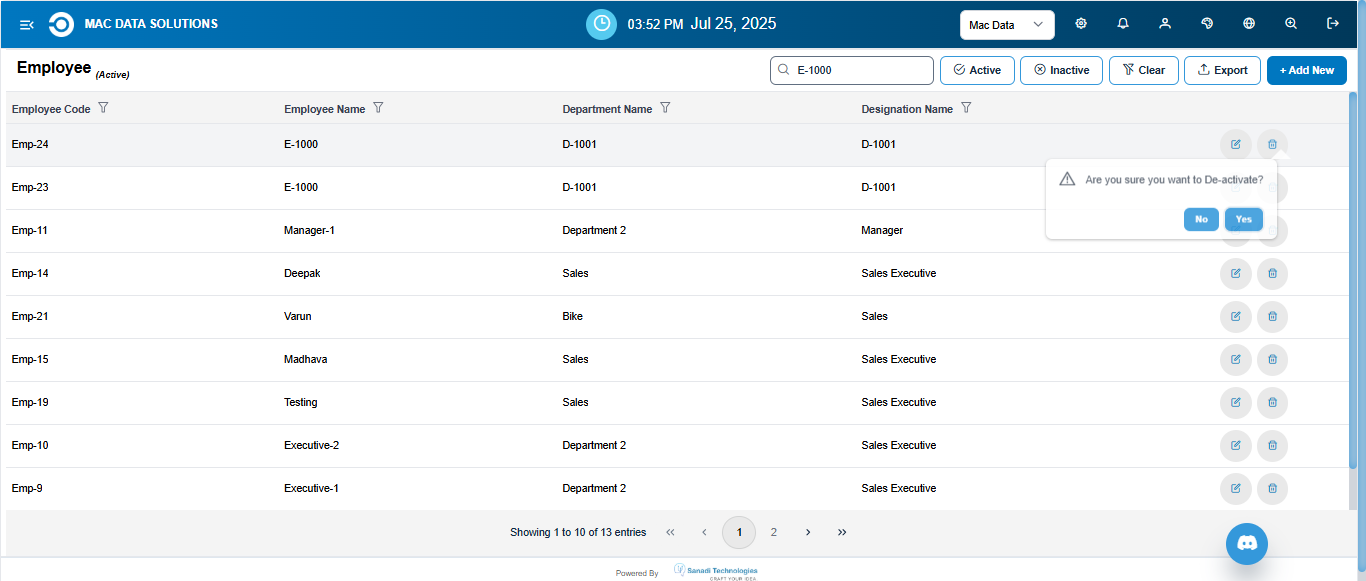 MAC DATA SOLUTIONS 03:52 PM Jul 25, 2025 Mac Data
Employee (Active) E-1000 Active Inactive Clear Export + Add New
Employee Code Employee Name Department Name Designation Name
Emp-24 E-1000 D-1001 D-1001
Emp-23 E-1000 D-1001 D-1001
Are you sure you want to De-activate?
No Yes
Emp-11 Manager-1 Department 2 Manager
Emp-14 Deepak Sales Sales Executive
Emp-21 Varun Bike Sales
Emp-15 Madhava Sales Sales Executive
Emp-19 Testing Sales Sales Executive
Emp-10 Executive-2 Department 2 Sales Executive
Emp-9 Executive-1 Department 2 Sales Executive
Showing 1 to 10 of 13 entries « ‹ 1 2 › »
Powered By Sanadi Technologies
CRAFT YOUR IDEA